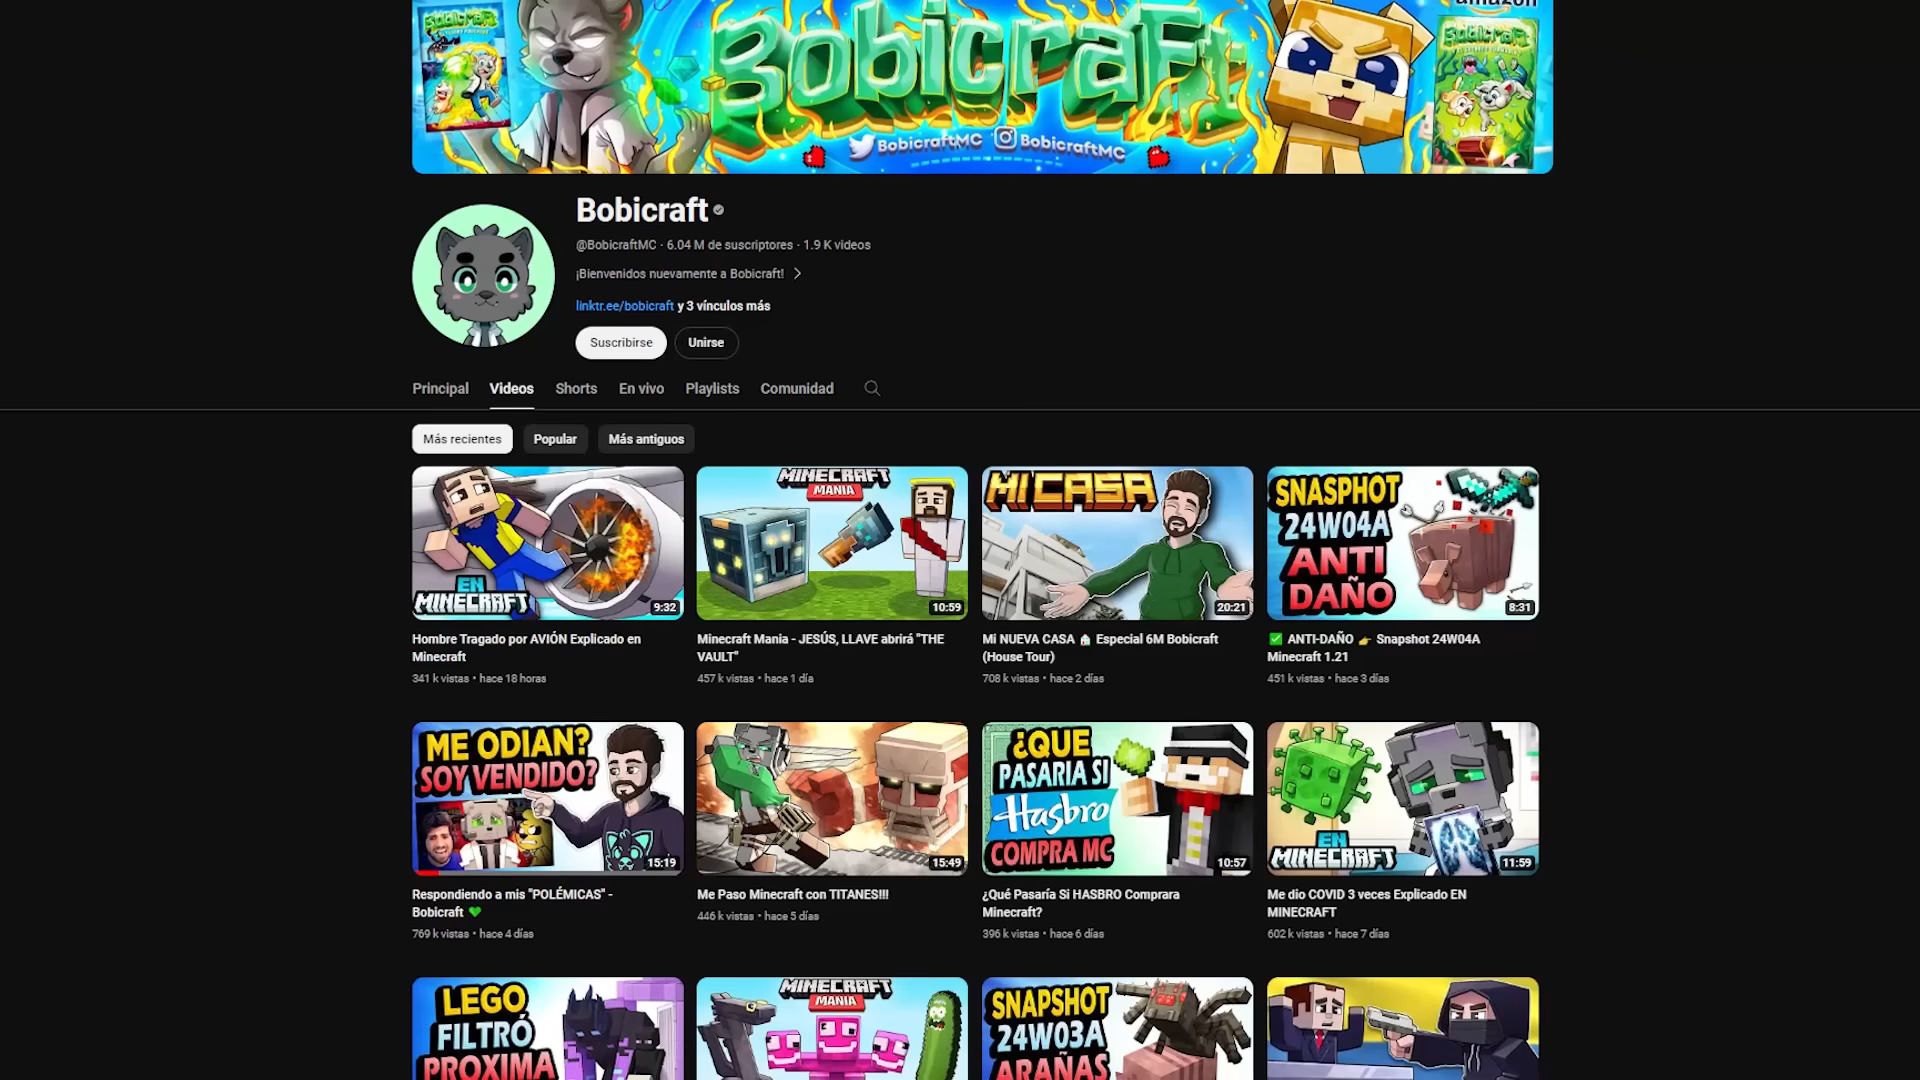 amazon
Bobicraft
Bobicraft
Bobicraft
BobicraftMC BobicraftMC
Bobicraft
@BobicraftMC · 6.04 M de suscriptores · 1.9 K videos
¡Bienvenidos nuevamente a Bobicraft!
linktr.ee/bobicraft y 3 vínculos más
Suscribirse Unirse
Principal Videos Shorts En vivo Playlists Comunidad
Más recientes Popular Más antiguos
EN
MINECRAFT
9:32
MINECRAFT
MANIA
10:59
MI CASA
20:21
SNASPHOT
24W04A
ANTI
DAÑO
8:31
Hombre Tragado por AVIÓN Explicado en
Minecraft
341 k vistas • hace 18 horas
Minecraft Mania - JESÚS, LLAVE abrirá "THE
VAULT"
457 k vistas • hace 1 día
Mi NUEVA CASA 🏠 Especial 6M Bobicraft
(House Tour)
708 k vistas • hace 2 días
✅ ANTI-DAÑO 👉 Snapshot 24W04A
Minecraft 1.21
451 k vistas • hace 3 días
ME ODIAN?
SOY VENDIDO?
15:19
15:49
¿QUE
PASARIA SI
Hasbro
COMPRA MC
10:57
EN
MINECRAFT
11:59
Respondiendo a mis "POLÉMICAS" -
Bobicraft 💚
769 k vistas • hace 4 días
Me Paso Minecraft con TITANES!!!
446 k vistas • hace 5 días
¿Qué Pasaría Si HASBRO Comprara
Minecraft?
396 k vistas • hace 6 días
Me dio COVID 3 veces Explicado EN
MINECRAFT
602 k vistas • hace 7 días
LEGO
FILTRÓ
PROXIMA
MINECRAFT
MANIA
SNAPSHOT
24W03A
ARAÑAS